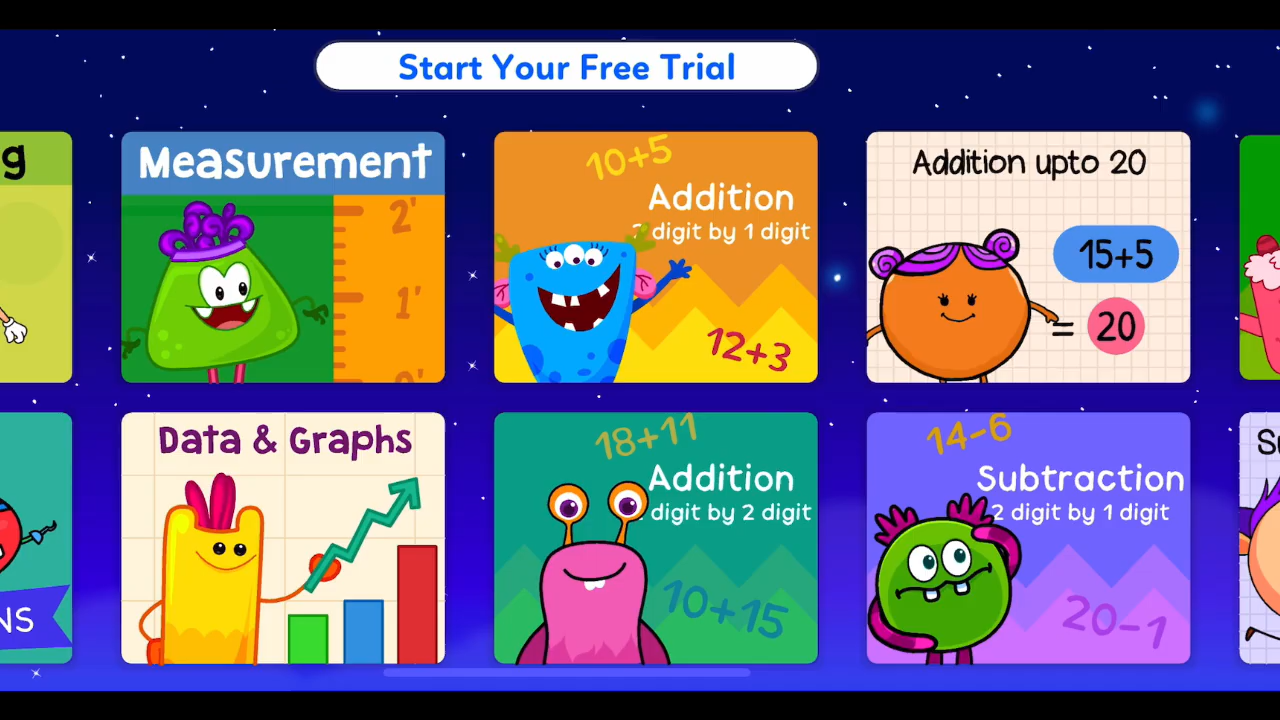 Start Your Free Trial
g
Measurement
2'
1'
0'
10+5
Addition
digit by 1 digit
12+3
Addition upto 20
15+5
= 20
NS
Data & Graphs
18+11
Addition
digit by 2 digit
10+15
14-6
Subtraction
2 digit by 1 digit
20-1